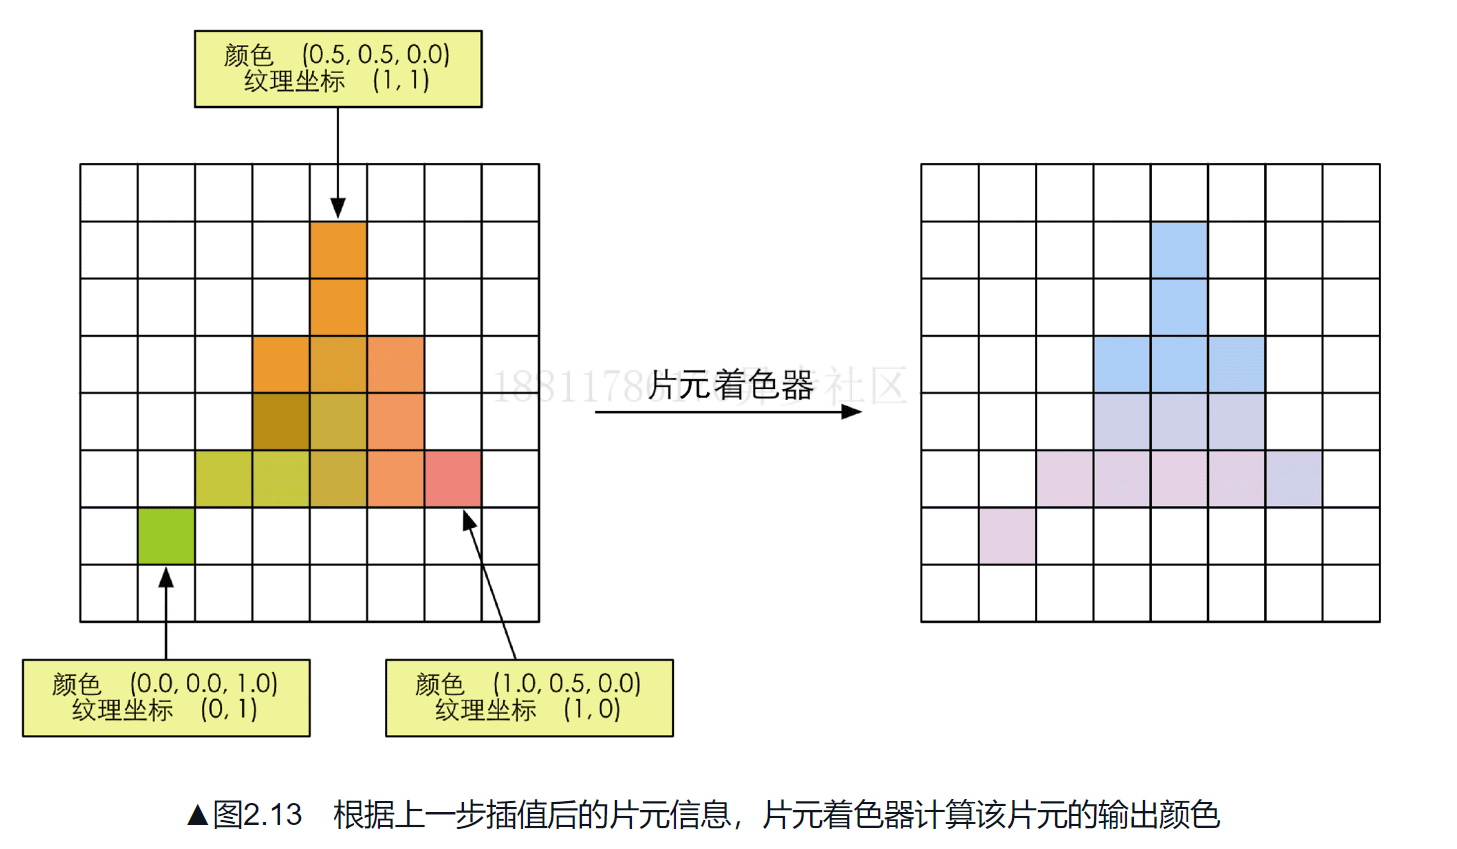 颜色 (0.5, 0.5, 0.0)
纹理坐标 (1, 1)
片元着色器
颜色 (0.0, 0.0, 1.0)
纹理坐标 (0, 1)
颜色 (1.0, 0.5, 0.0)
纹理坐标 (1, 0)
▲图2.13 根据上一步插值后的片元信息，片元着色器计算该片元的输出颜色